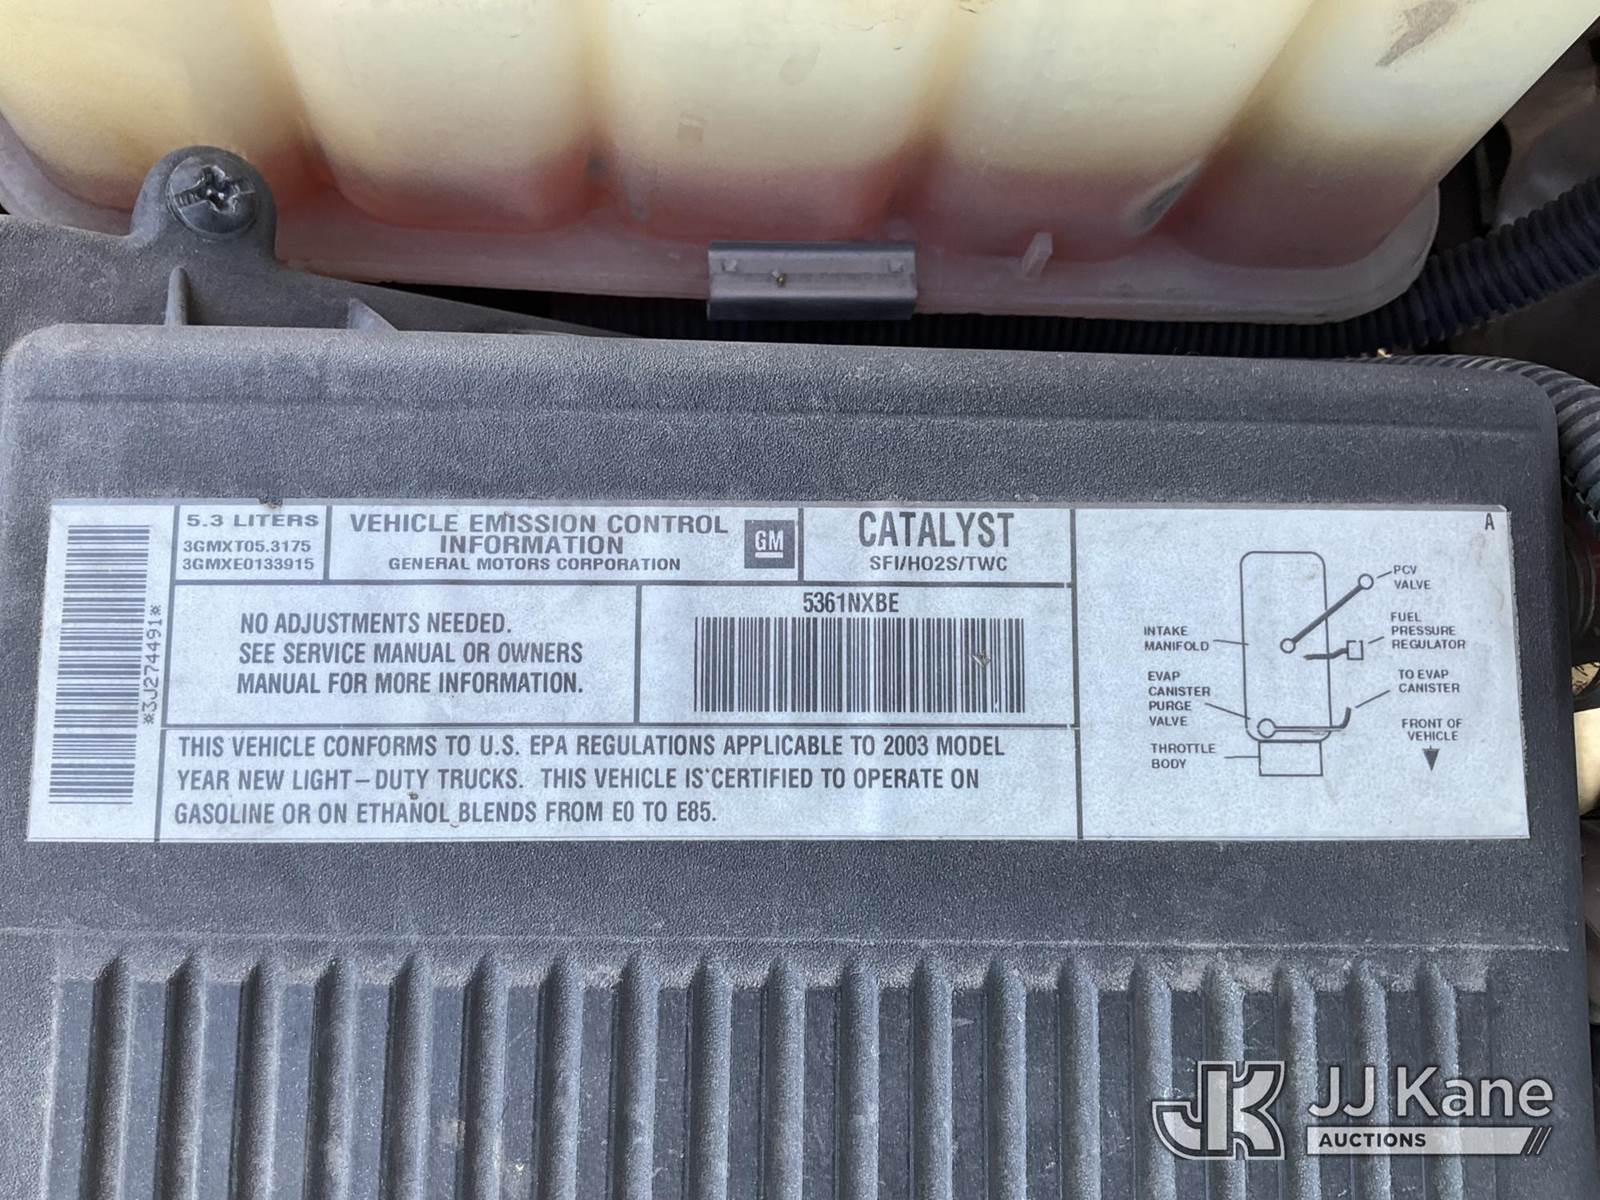 *3J274491*
5.3 LITERS
3GMXT05.3175
3GMXE0133915
VEHICLE EMISSION CONTROL
INFORMATION
GENERAL MOTORS CORPORATION
GM
CATALYST
SFI/HO2S/TWC
NO ADJUSTMENTS NEEDED.
SEE SERVICE MANUAL OR OWNERS
MANUAL FOR MORE INFORMATION.
5361NXBE
THIS VEHICLE CONFORMS TO U.S. EPA REGULATIONS APPLICABLE TO 2003 MODEL
YEAR NEW LIGHT-DUTY TRUCKS. THIS VEHICLE IS CERTIFIED TO OPERATE ON
GASOLINE OR ON ETHANOL BLENDS FROM E0 TO E85.
A
PCV
VALVE
FUEL
PRESSURE
REGULATOR
INTAKE
MANIFOLD
EVAP
CANISTER
PURGE
VALVE
TO EVAP
CANISTER
FRONT OF
VEHICLE
THROTTLE
BODY
JK JJ Kane
AUCTIONS